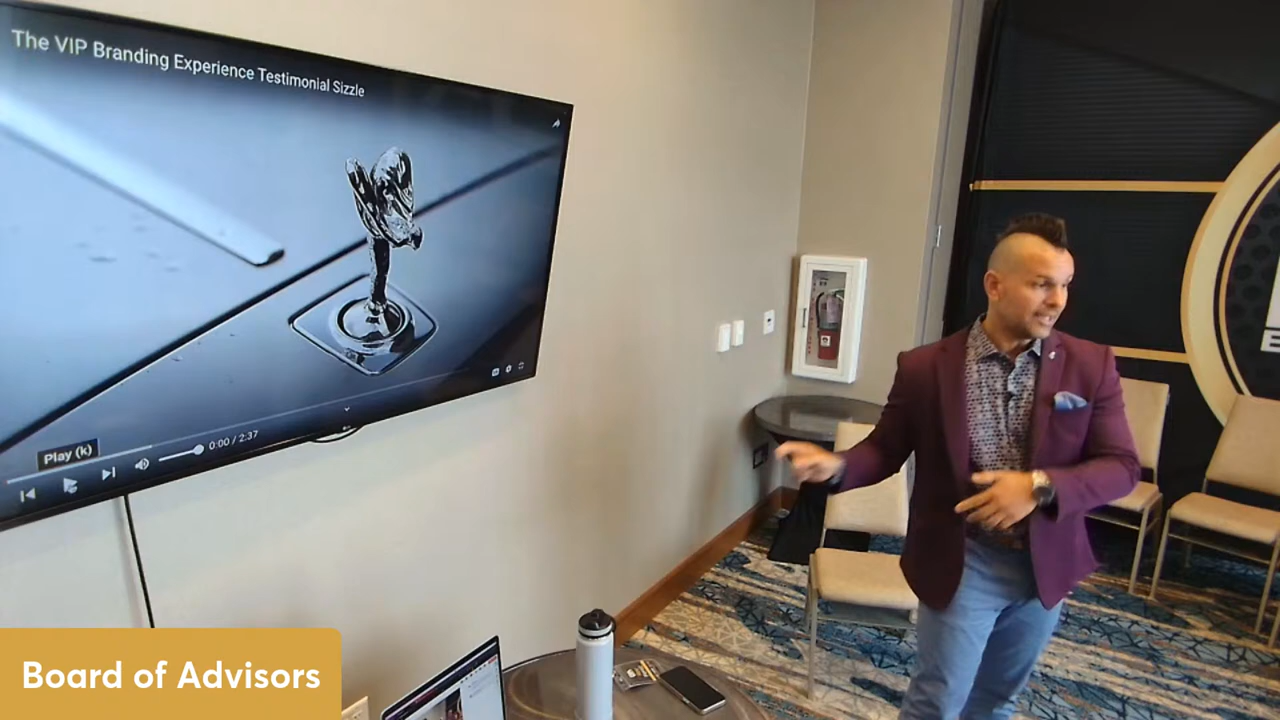 The VIP Branding Experience Testimonial Sizzle
Play (k)
0:00 / 2:37
Board of Advisors